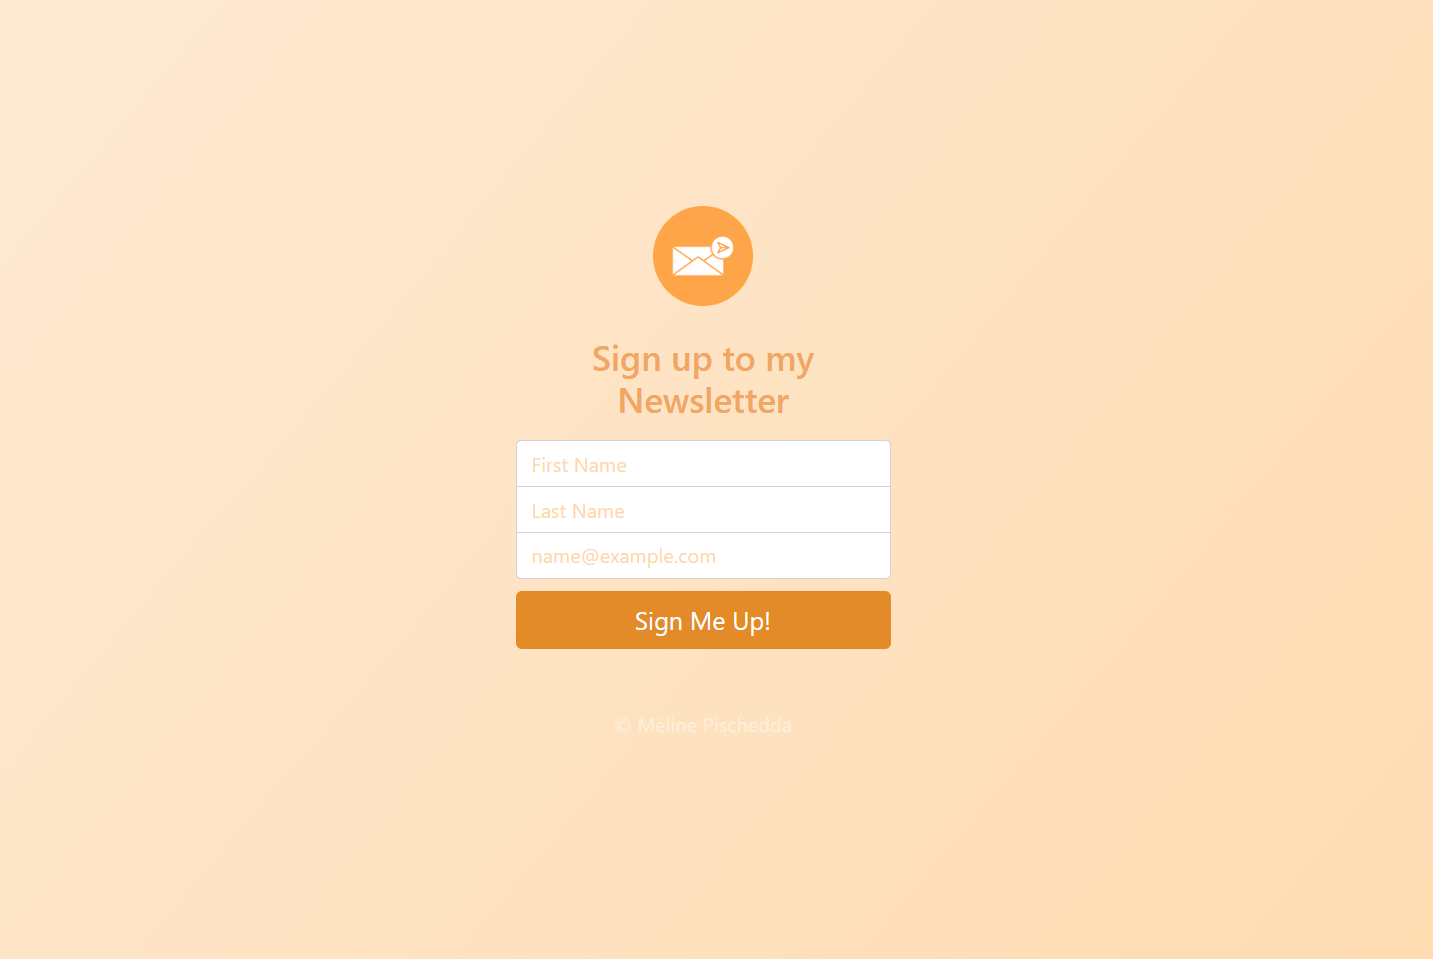 Sign up to my
Newsletter
First Name
Last Name
name@example.com
Sign Me Up!
© Méline Pischedda